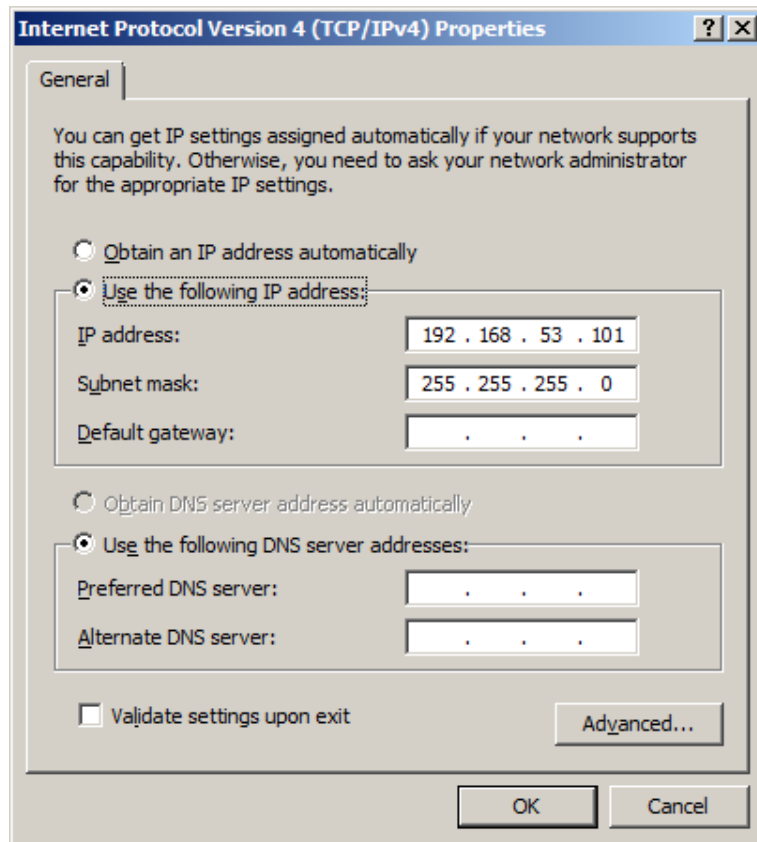 Internet Protocol Version 4 (TCP/IPv4) Properties
General
You can get IP settings assigned automatically if your network supports
this capability. Otherwise, you need to ask your network administrator
for the appropriate IP settings.
Obtain an IP address automatically
Use the following IP address:
IP address: 192 . 168 . 53 . 101
Subnet mask: 255 . 255 . 255 . 0
Default gateway: . . .
Obtain DNS server address automatically
Use the following DNS server addresses:
Preferred DNS server: . . .
Alternate DNS server: . . .
Validate settings upon exit
Advanced...
OK Cancel